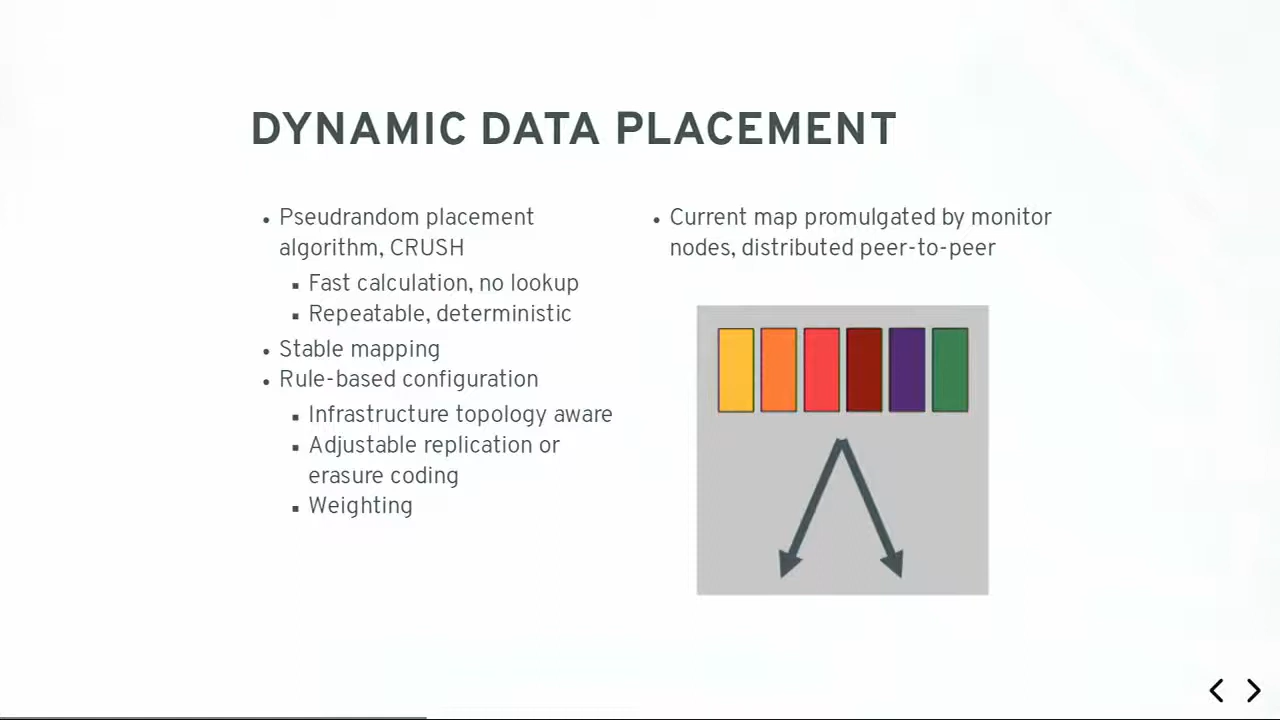 DYNAMIC DATA PLACEMENT
• Pseudrandom placement
algorithm, CRUSH
▪ Fast calculation, no lookup
▪ Repeatable, deterministic
• Stable mapping
• Rule-based configuration
▪ Infrastructure topology aware
▪ Adjustable replication or
erasure coding
▪ Weighting
• Current map promulgated by monitor
nodes, distributed peer-to-peer